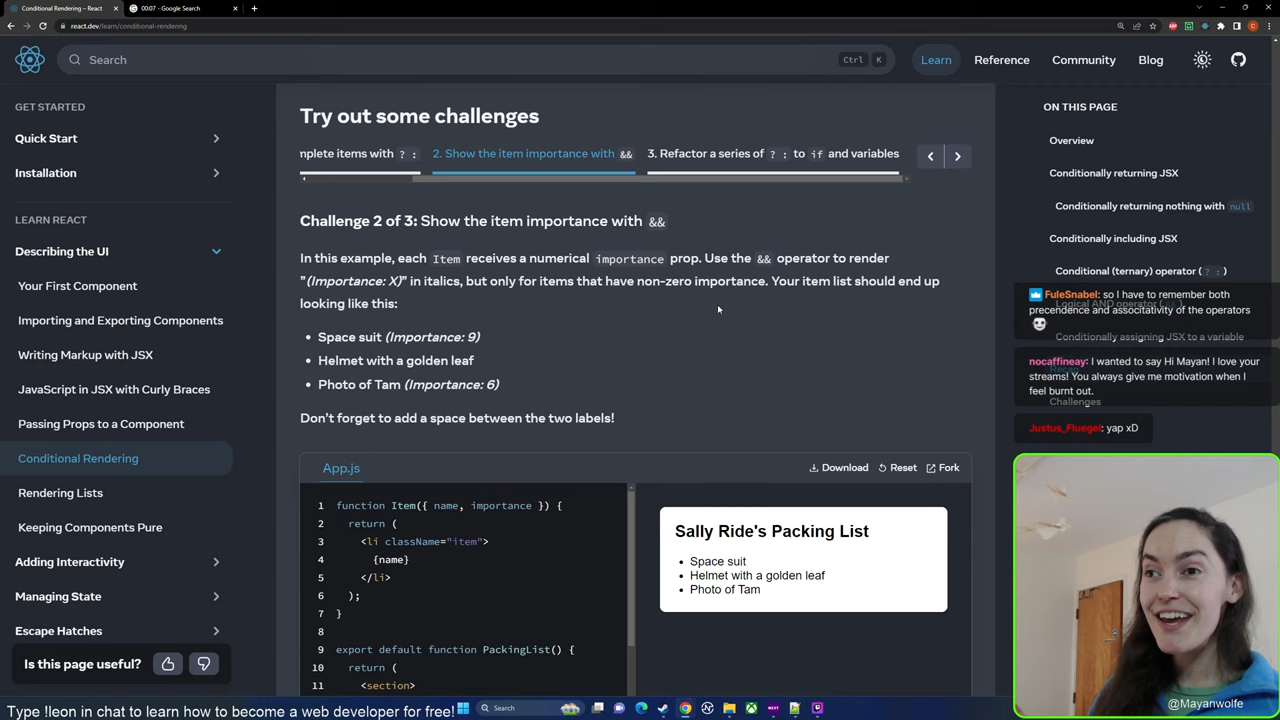 Conditional Rendering – React
00:07 - Google Search
react.dev/learn/conditional-rendering
Search
Ctrl K
Learn
Reference
Community
Blog
GET STARTED
Quick Start
Installation
LEARN REACT
Describing the UI
Your First Component
Importing and Exporting Components
Writing Markup with JSX
JavaScript in JSX with Curly Braces
Passing Props to a Component
Conditional Rendering
Rendering Lists
Keeping Components Pure
Adding Interactivity
Managing State
Escape Hatches
Is this page useful?
Try out some challenges
nplete items with ? :
2. Show the item importance with &&
3. Refactor a series of ? : to if and variables
Challenge 2 of 3: Show the item importance with &&
In this example, each Item receives a numerical importance prop. Use the && operator to render
"(Importance: X)" in italics, but only for items that have non-zero importance. Your item list should end up
looking like this:
• Space suit (Importance: 9)
• Helmet with a golden leaf
• Photo of Tam (Importance: 6)
Don't forget to add a space between the two labels!
App.js
Download
Reset
Fork
1 function Item({ name, importance }) {
2 return (
3 <li className="item">
4 {name}
5 </li>
6 );
7 }
8
9 export default function PackingList() {
10 return (
11 <section>
Sally Ride's Packing List
• Space suit
• Helmet with a golden leaf
• Photo of Tam
ON THIS PAGE
Overview
Conditionally returning JSX
Conditionally returning nothing with null
Conditionally including JSX
Conditional (ternary) operator (? :)
Logical AND operator (&&)
Conditionally assigning JSX to a variable
Recap
Challenges
FuleSnabel: so I have to remember both
precendence and associtativity of the operators
nocaffineay: I wanted to say Hi Mayan! I love your
streams! You always give me motivation when I
feel burnt out.
Justus_Fluegel: yap xD
@Mayanwolfe
Type !leon in chat to learn how to become a web developer for free!
Search